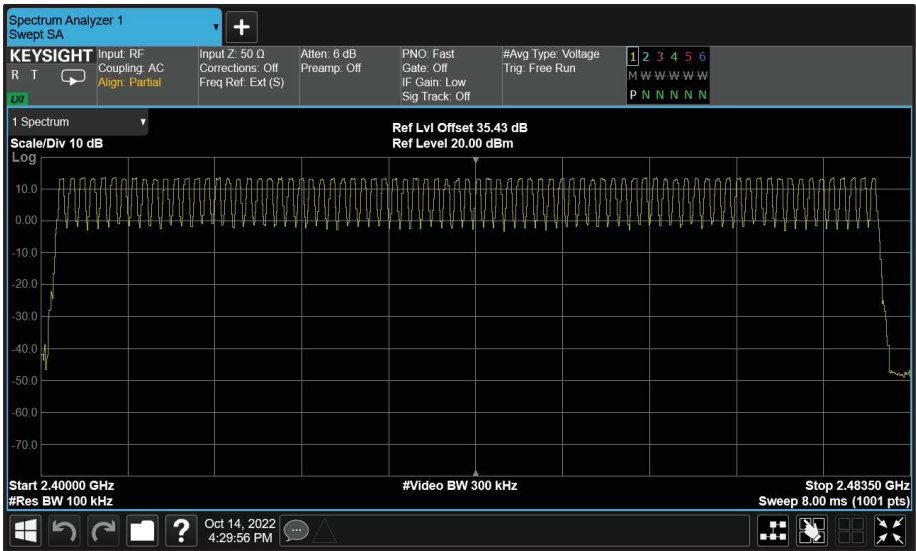 Spectrum Analyzer 1
Swept SA
+
KEYSIGHT
R T
LXI
Input: RF
Coupling: AC
Align: Partial
Input Z: 50 Ω
Corrections: Off
Freq Ref: Ext (S)
Atten: 6 dB
Preamp: Off
PNO: Fast
Gate: Off
IF Gain: Low
Sig Track: Off
#Avg Type: Voltage
Trig: Free Run
1 2 3 4 5 6
M W W W W W
P N N N N N
1 Spectrum
Scale/Div 10 dB
Ref Lvl Offset 35.43 dB
Ref Level 20.00 dBm
Log
10.0
0.00
-10.0
-20.0
-30.0
-40.0
-50.0
-60.0
-70.0
Start 2.40000 GHz
#Res BW 100 kHz
#Video BW 300 kHz
Stop 2.48350 GHz
Sweep 8.00 ms (1001 pts)
?
Oct 14, 2022
4:29:56 PM